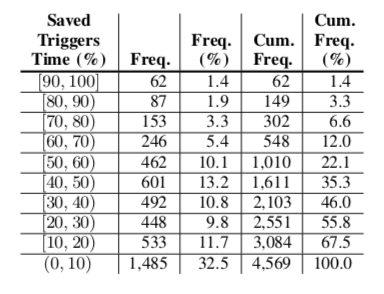 Saved Triggers Time (%) Freq. Freq. (%) Cum. Freq. Cum. Freq. (%)
[90, 100] 62 1.4 62 1.4
[80, 90) 87 1.9 149 3.3
[70, 80) 153 3.3 302 6.6
[60, 70) 246 5.4 548 12.0
[50, 60) 462 10.1 1,010 22.1
[40, 50) 601 13.2 1,611 35.3
[30, 40) 492 10.8 2,103 46.0
[20, 30) 448 9.8 2,551 55.8
[10, 20) 533 11.7 3,084 67.5
(0, 10) 1,485 32.5 4,569 100.0